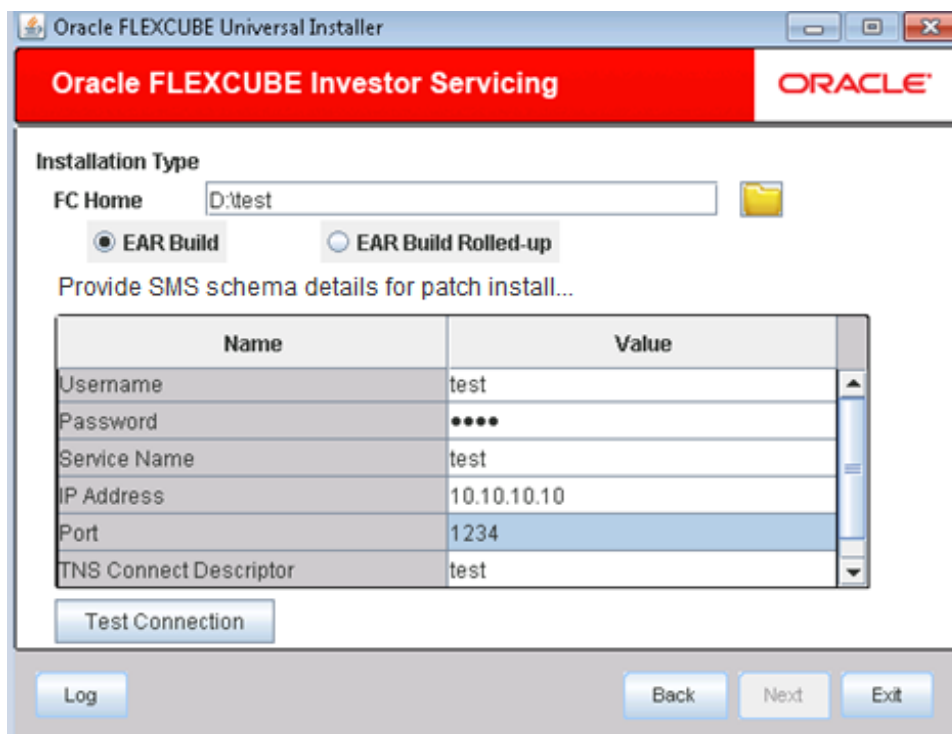 Oracle FLEXCUBE Universal Installer
Oracle FLEXCUBE Investor Servicing
ORACLE
Installation Type
FC Home D:\test
EAR Build EAR Build Rolled-up
Provide SMS schema details for patch install...
Name Value
Username test
Password ••••
Service Name test
IP Address 10.10.10.10
Port 1234
TNS Connect Descriptor test
Test Connection
Log Back Next Exit